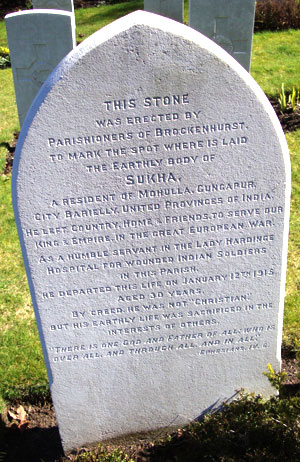 THIS STONE
WAS ERECTED BY
PARISHIONERS OF BROCKENHURST,
TO MARK THE SPOT WHERE IS LAID
THE EARTHLY BODY OF
SUKHA.
A RESIDENT OF MOHULLA, GUNGAPUR,
CITY BARIELLY, UNITED PROVINCES OF INDIA.
HE LEFT COUNTRY, HOME & FRIENDS, TO SERVE OUR
KING & EMPIRE, IN THE GREAT EUROPEAN WAR,
AS A HUMBLE SERVANT IN THE LADY HARDINGE
HOSPITAL FOR WOUNDED INDIAN SOLDIERS
IN THIS PARISH.
HE DEPARTED THIS LIFE ON JANUARY 12TH 1915,
AGED 30 YEARS.
BY CREED, HE WAS NOT "CHRISTIAN,"
BUT HIS EARTHLY LIFE WAS SACRIFICED IN THE
INTERESTS OF OTHERS.
"THERE IS ONE GOD AND FATHER OF ALL, WHO IS
OVER ALL, AND THROUGH ALL, AND IN ALL."
EPHESIANS. IV. 6.